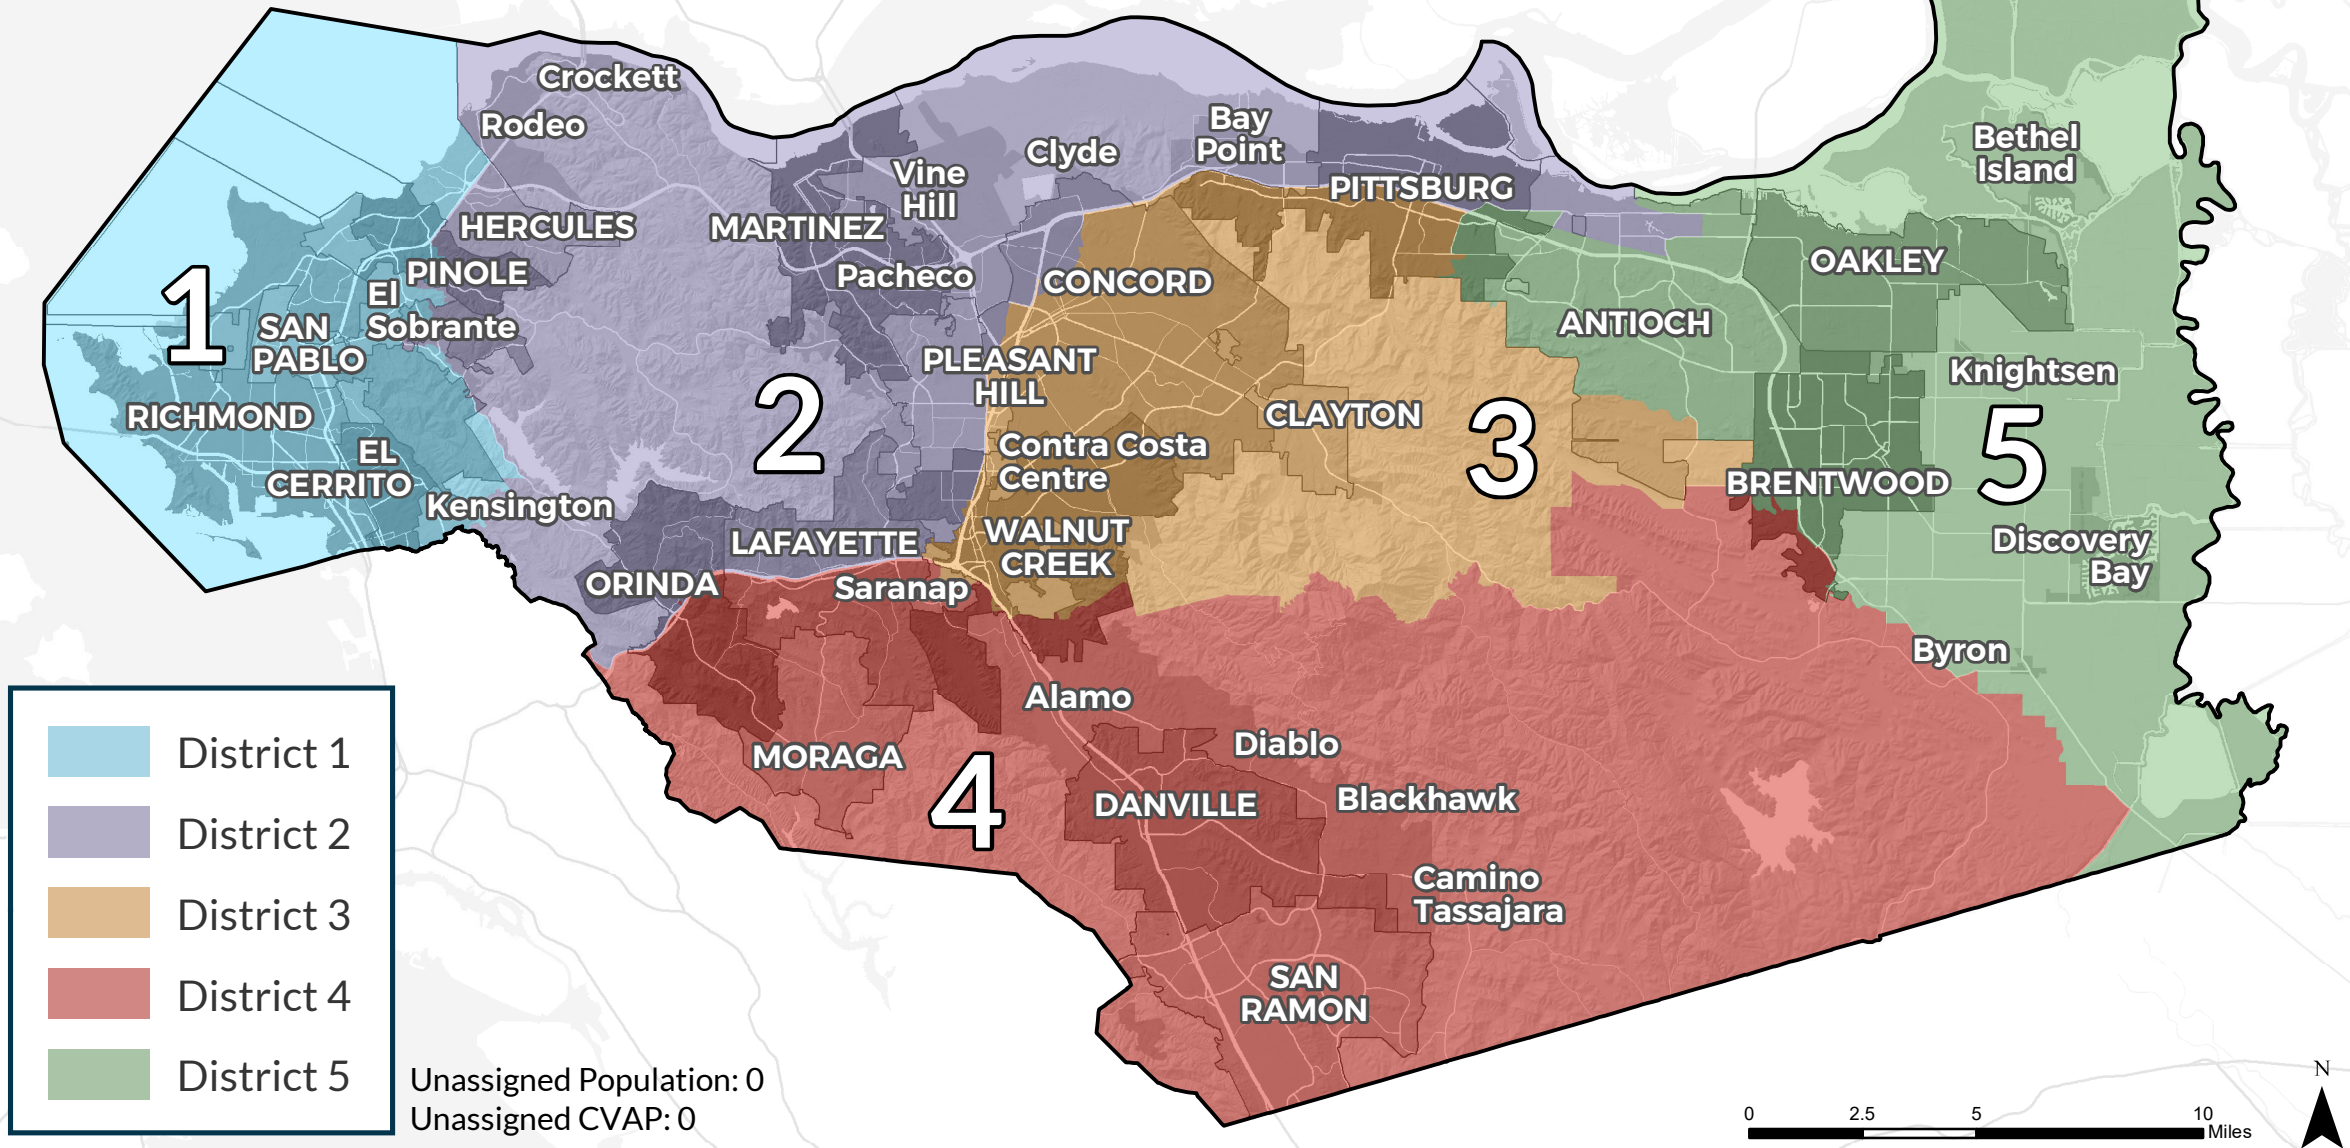 Crockett
Rodeo
Bay
Point
Clyde
Vine
Hill
Bethel
Island
PITTSBURG
HERCULES
MARTINEZ
PINOLE
Pacheco
CONCORD
OAKLEY
El
Sobrante
1
SAN
PABLO
ANTIOCH
PLEASANT
HILL
Knightsen
RICHMOND
2
CLAYTON
3
5
EL
CERRITO
Contra Costa
Centre
Kensington
BRENTWOOD
LAFAYETTE
WALNUT
CREEK
Discovery
Bay
ORINDA
Saranap
Byron
Alamo
MORAGA
4
Diablo
DANVILLE
Blackhawk
Camino
Tassajara
SAN
RAMON
District 1
District 2
District 3
District 4
District 5
Unassigned Population: 0
Unassigned CVAP: 0
N
0 2.5 5 10
Miles